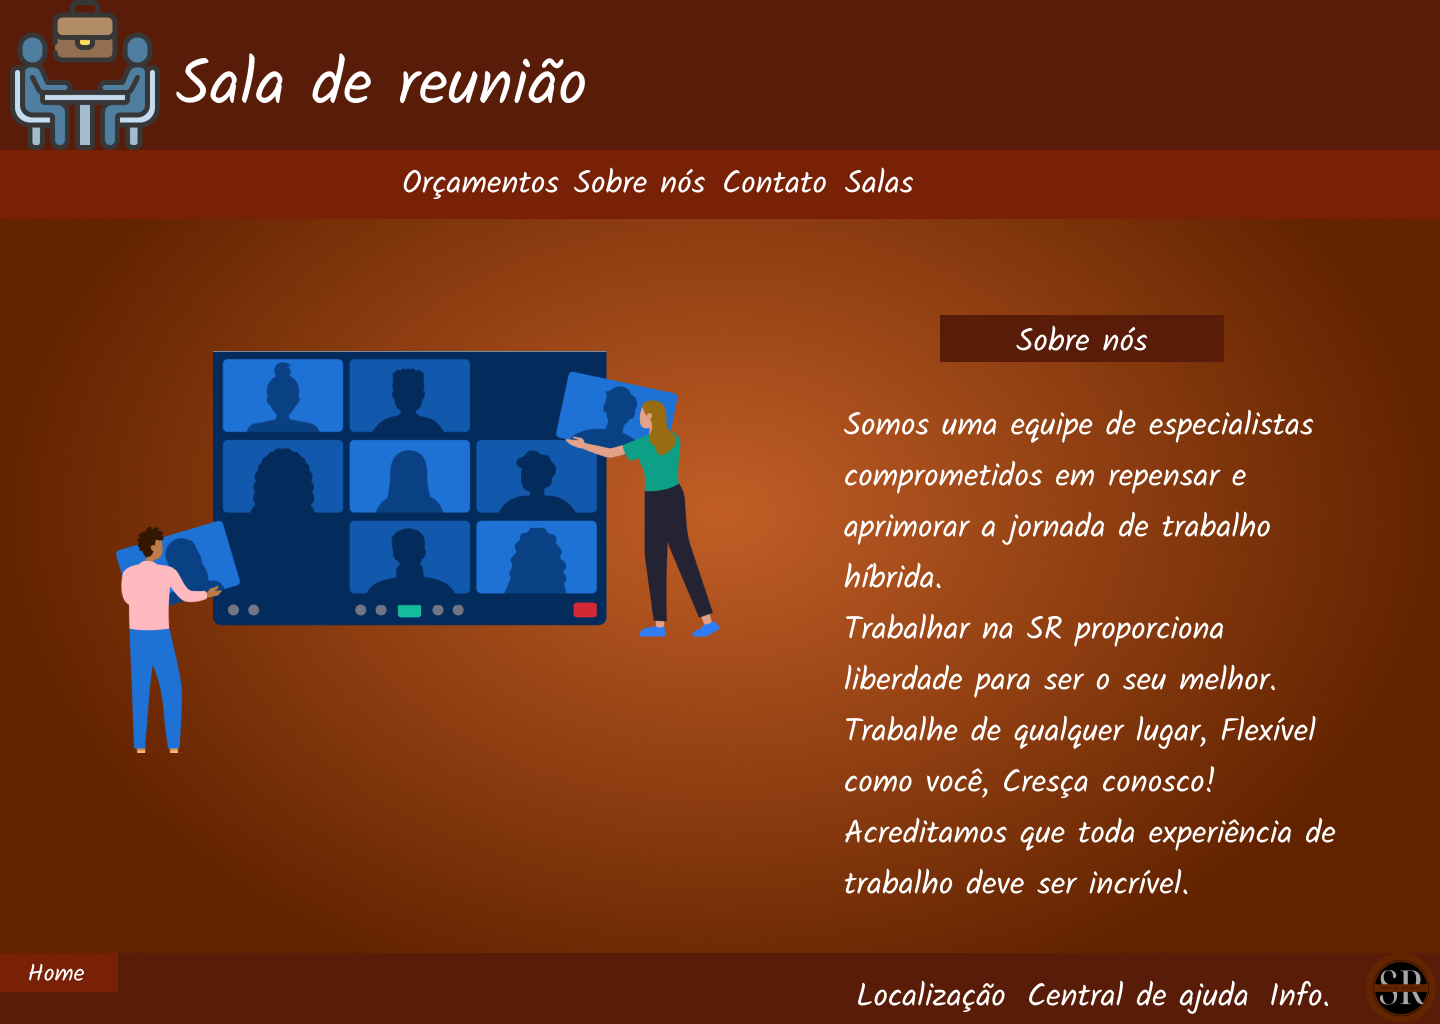 Sala de reunião
Orçamentos Sobre nós Contato Salas
Sobre nós
Somos uma equipe de especialistas
comprometidos em repensar e
aprimorar a jornada de trabalho
híbrida.
Trabalhar na SR proporciona
liberdade para ser o seu melhor.
Trabalhe de qualquer lugar, Flexível
como você, Cresça conosco!
Acreditamos que toda experiência de
trabalho deve ser incrível.
Home
Localização Central de ajuda Info.
SR